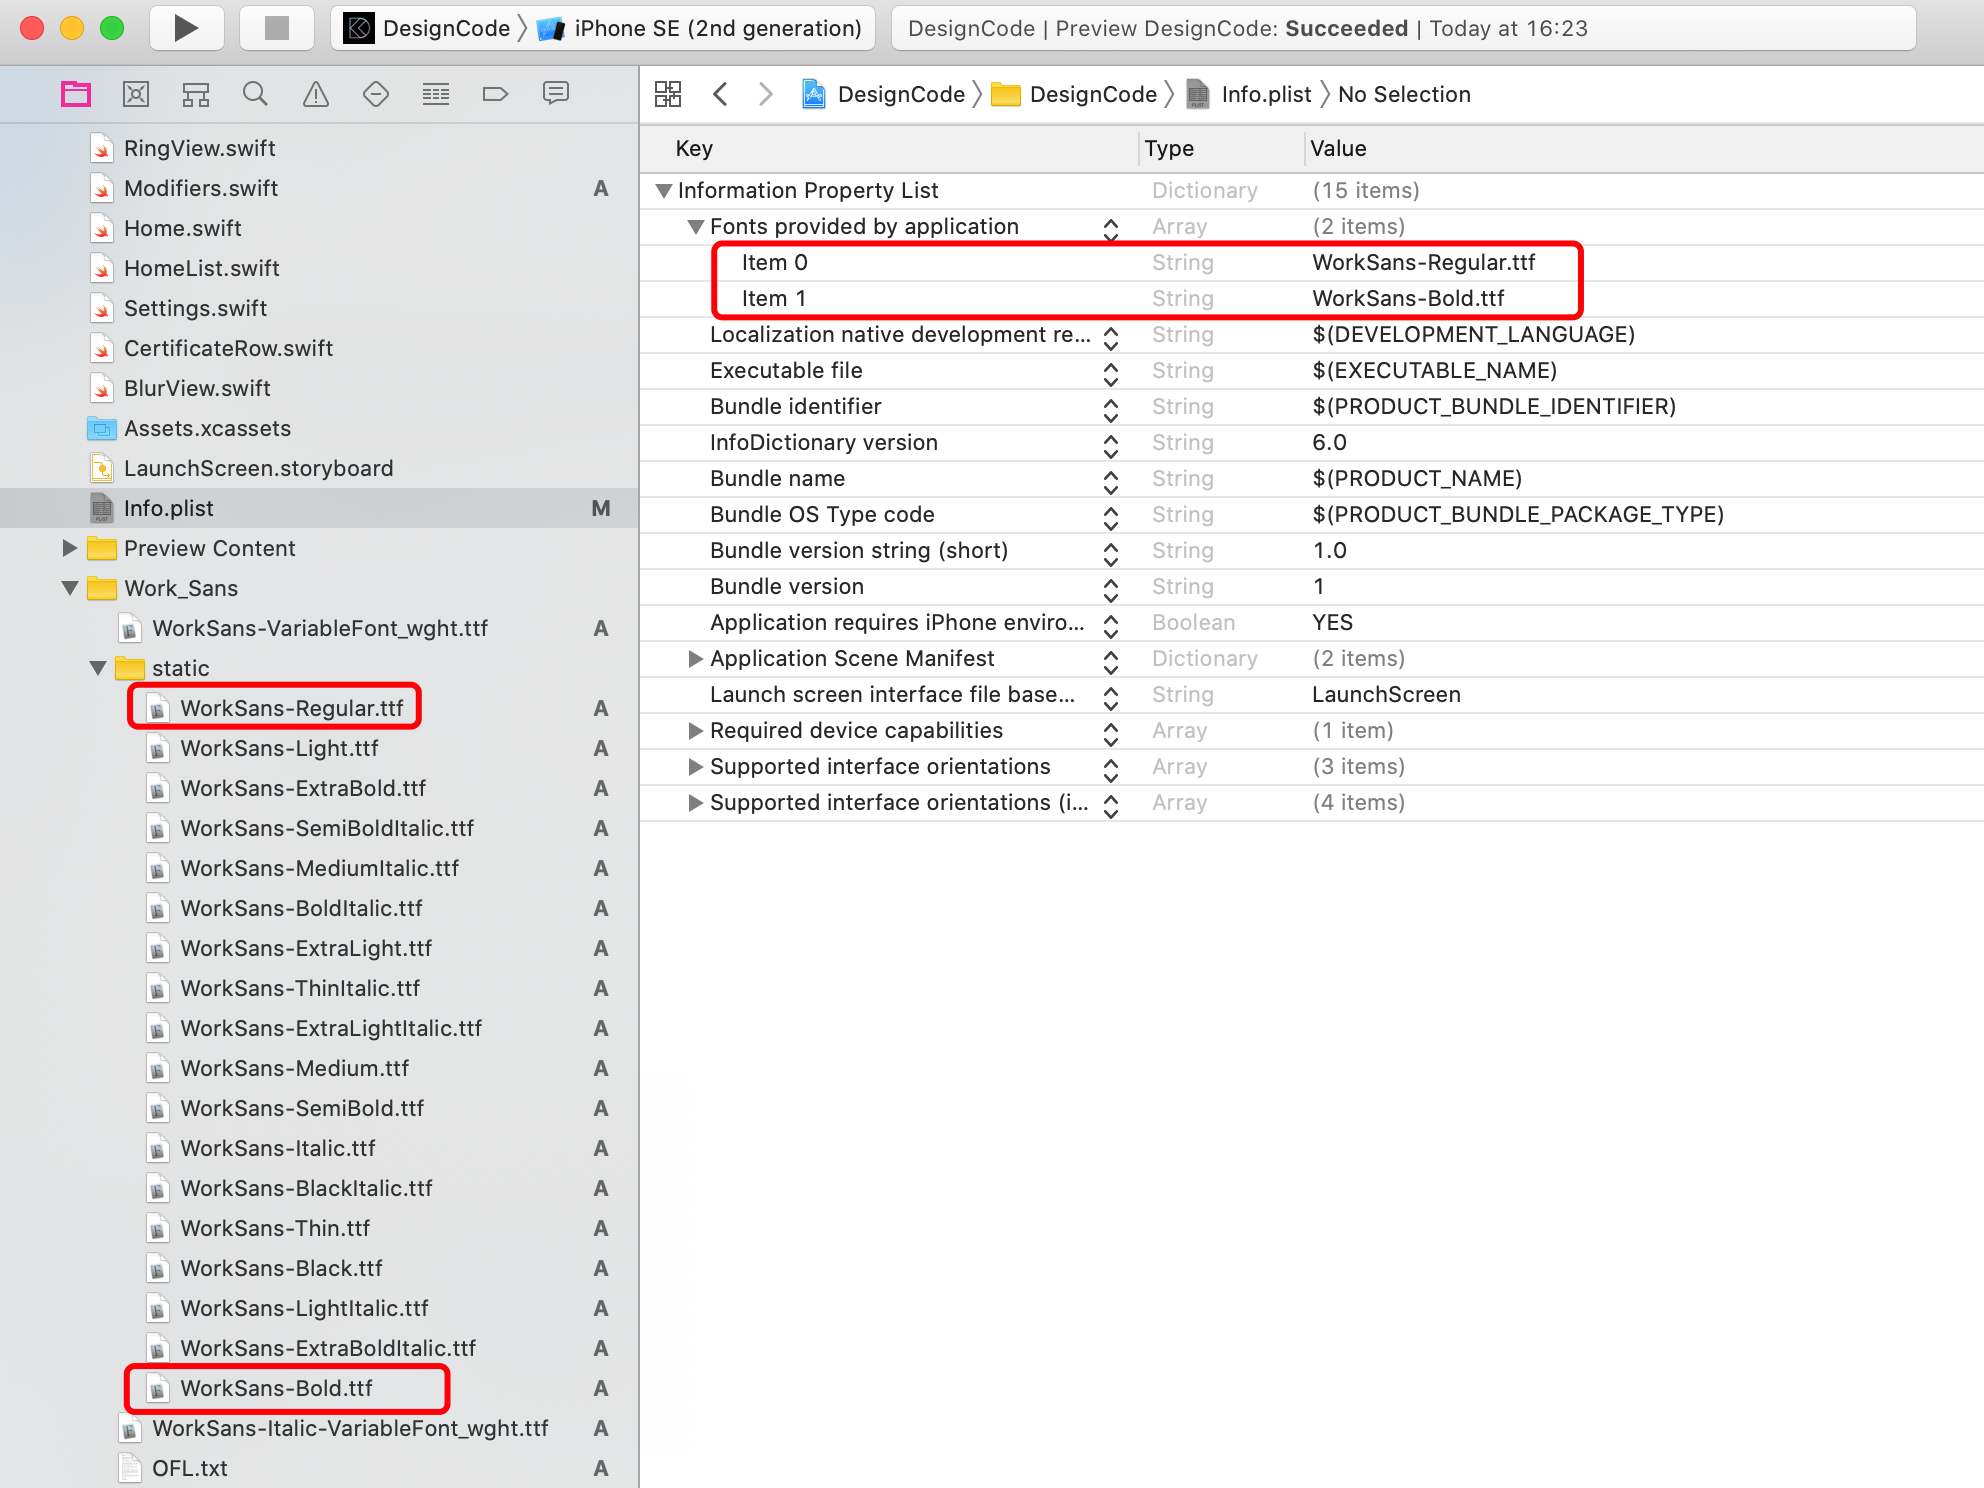 DesignCode 〉 iPhone SE (2nd generation)
DesignCode | Preview DesignCode: Succeeded | Today at 16:23
DesignCode 〉 DesignCode 〉 Info.plist 〉 No Selection
RingView.swift
Modifiers.swift A
Home.swift
HomeList.swift
Settings.swift
CertificateRow.swift
BlurView.swift
Assets.xcassets
LaunchScreen.storyboard
Info.plist M
Preview Content
Work_Sans
WorkSans-VariableFont_wght.ttf A
static
WorkSans-Regular.ttf A
WorkSans-Light.ttf A
WorkSans-ExtraBold.ttf A
WorkSans-SemiBoldItalic.ttf A
WorkSans-MediumItalic.ttf A
WorkSans-BoldItalic.ttf A
WorkSans-ExtraLight.ttf A
WorkSans-ThinItalic.ttf A
WorkSans-ExtraLightItalic.ttf A
WorkSans-Medium.ttf A
WorkSans-SemiBold.ttf A
WorkSans-Italic.ttf A
WorkSans-BlackItalic.ttf A
WorkSans-Thin.ttf A
WorkSans-Black.ttf A
WorkSans-LightItalic.ttf A
WorkSans-ExtraBoldItalic.ttf A
WorkSans-Bold.ttf A
WorkSans-Italic-VariableFont_wght.ttf A
OFL.txt A
Key Type Value
Information Property List Dictionary (15 items)
Fonts provided by application Array (2 items)
Item 0 String WorkSans-Regular.ttf
Item 1 String WorkSans-Bold.ttf
Localization native development re... String $(DEVELOPMENT_LANGUAGE)
Executable file String $(EXECUTABLE_NAME)
Bundle identifier String $(PRODUCT_BUNDLE_IDENTIFIER)
InfoDictionary version String 6.0
Bundle name String $(PRODUCT_NAME)
Bundle OS Type code String $(PRODUCT_BUNDLE_PACKAGE_TYPE)
Bundle version string (short) String 1.0
Bundle version String 1
Application requires iPhone enviro... Boolean YES
Application Scene Manifest Dictionary (2 items)
Launch screen interface file base... String LaunchScreen
Required device capabilities Array (1 item)
Supported interface orientations Array (3 items)
Supported interface orientations (i... Array (4 items)